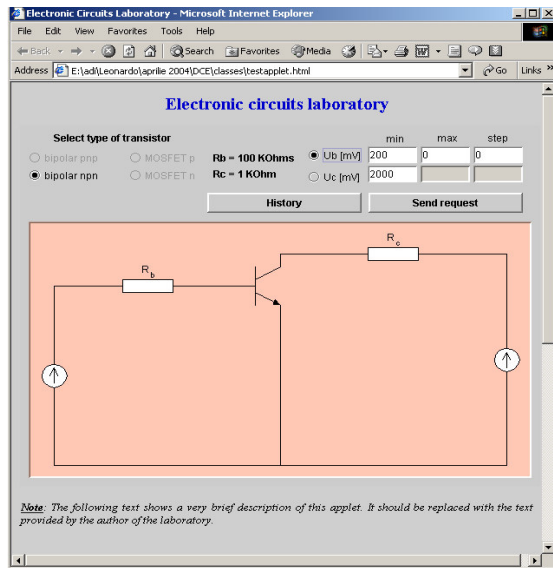 Electronic Circuits Laboratory - Microsoft Internet Explorer
File Edit View Favorites Tools Help
Back Search Favorites Media
Address E:\adi\Leonardo\aprilie 2004\DCE\classes\testapplet.html Go Links »
Electronic circuits laboratory
Select type of transistor min max step
bipolar pnp MOSFET p Rb = 100 KOhms Ub [mV] 200 0 0
bipolar npn MOSFET n Rc = 1 KOhm Uc [mV] 2000
History Send request
Rc
Rb
Note: The following text shows a very brief description of this applet. It should be replaced with the text
provided by the author of the laboratory.